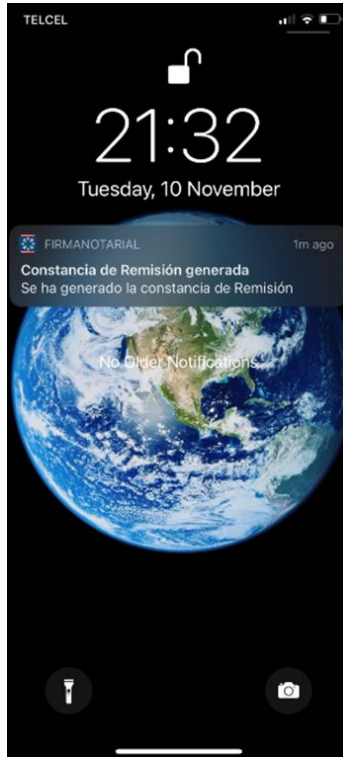 TELCEL
21:32
Tuesday, 10 November
FIRMANOTARIAL 1m ago
Constancia de Remisión generada
Se ha generado la constancia de Remisión
No Older Notifications